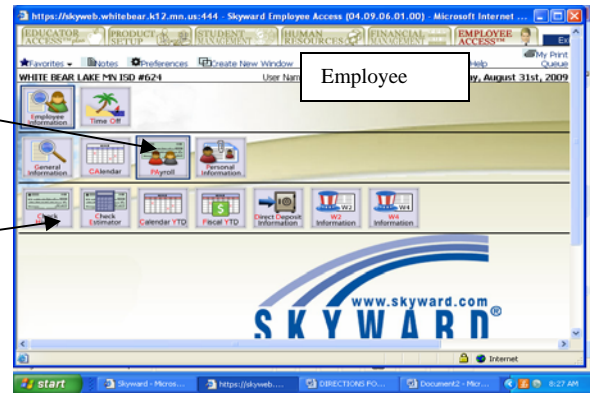 https://skyweb.whitebear.k12.mn.us:444 - Skyward Employee Access (04.09.06.01.00) - Microsoft Internet ...
EDUCATOR ACCESS PRODUCT SETUP STUDENT MANAGEMENT HUMAN RESOURCES FINANCIAL MANAGEMENT EMPLOYEE ACCESS Ex
Favorites Notes Preferences Create New Window Help My Print Queue
WHITE BEAR LAKE MN ISD #624 User Nam Employee ay, August 31st, 2009
Employee Information Time Off
General Information CAlendar PAyroll Personal Information
Check Check Estimator Calendar YTD Fiscal YTD Direct Deposit Information W2 Information W4 Information
www.skyward.com
SKYWARD®
Internet
start Skyward - Micros... https://skyweb.... DIRECTIONS FO... Document2 - Micr... 8:27 AM